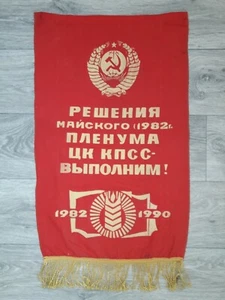 РЕШЕНИЯ
МАЙСКОГО (1982г.
ПЛЕНУМА
ЦК КПСС-
ВЫПОЛНИМ!
1982 1990